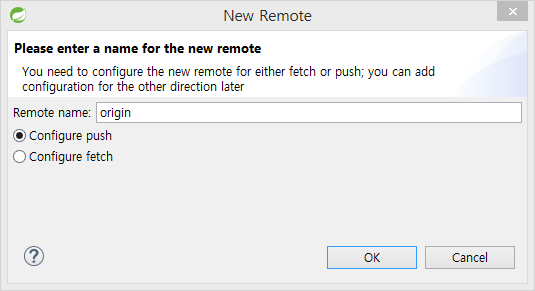 New Remote
Please enter a name for the new remote
You need to configure the new remote for either fetch or push; you can add
configuration for the other direction later
Remote name: origin
Configure push
Configure fetch
OK Cancel